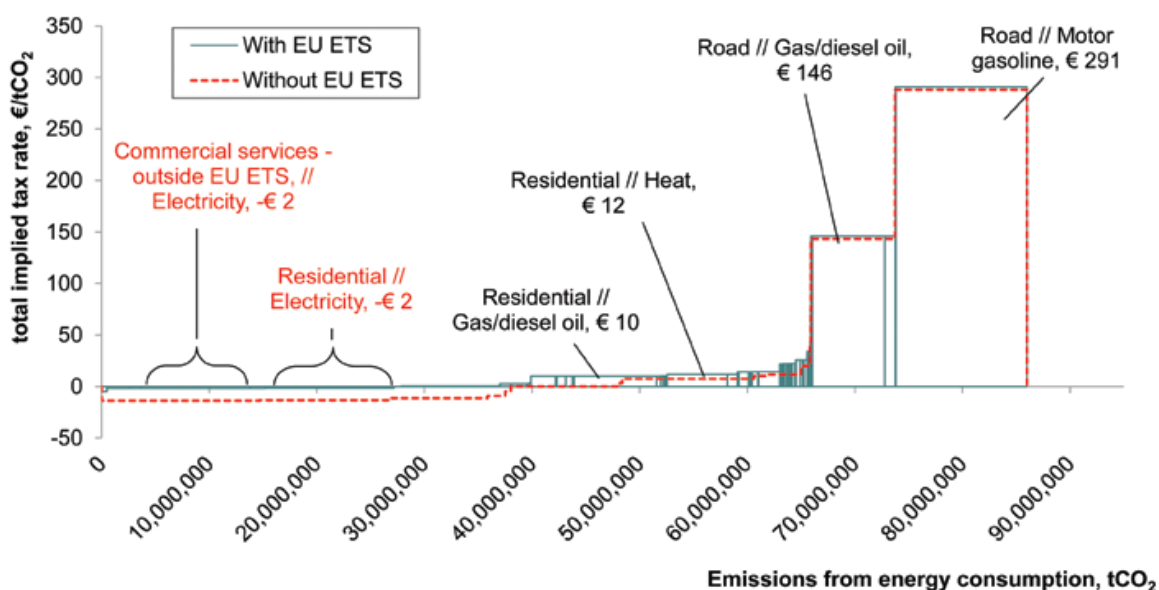 350
300
250
200
150
100
50
0
-50
total implied tax rate, €/tCO₂
With EU ETS
Without EU ETS
Commercial services -
outside EU ETS, //
Electricity, -€ 2
Residential //
Electricity, -€ 2
Residential // Heat,
€ 12
Residential //
Gas/diesel oil, € 10
Road // Gas/diesel oil,
€ 146
Road // Motor
gasoline, € 291
0
10,000,000
20,000,000
30,000,000
40,000,000
50,000,000
60,000,000
70,000,000
80,000,000
90,000,000
Emissions from energy consumption, tCO₂